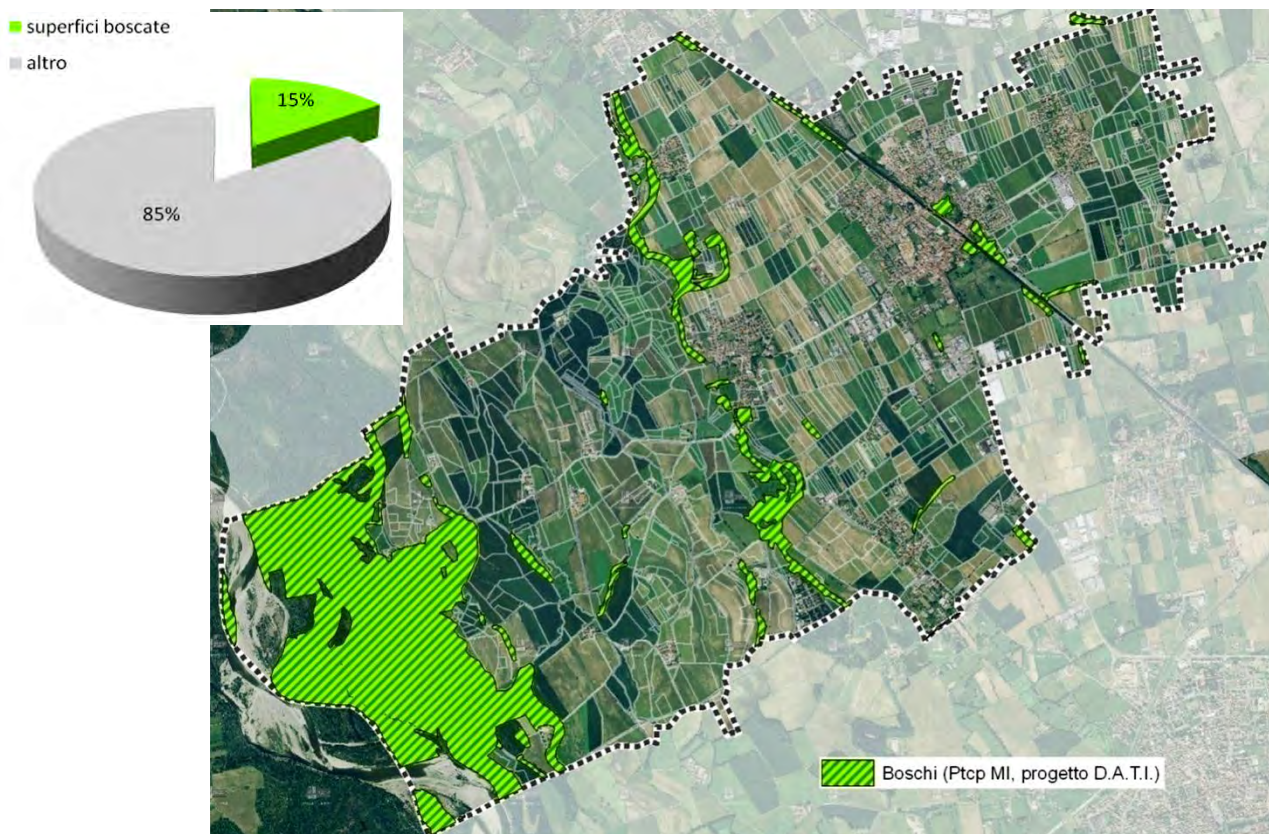 superfici boscate
altro
15%
85%
Boschi (Ptcp MI, progetto D.A.T.I.)